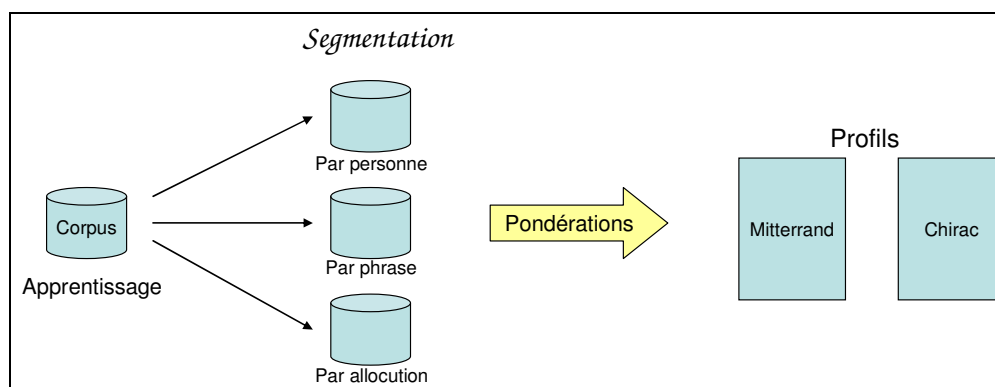 Segmentation
Par personne
Corpus
Apprentissage
Par phrase
Par allocution
Pondérations
Profils
Mitterrand
Chirac